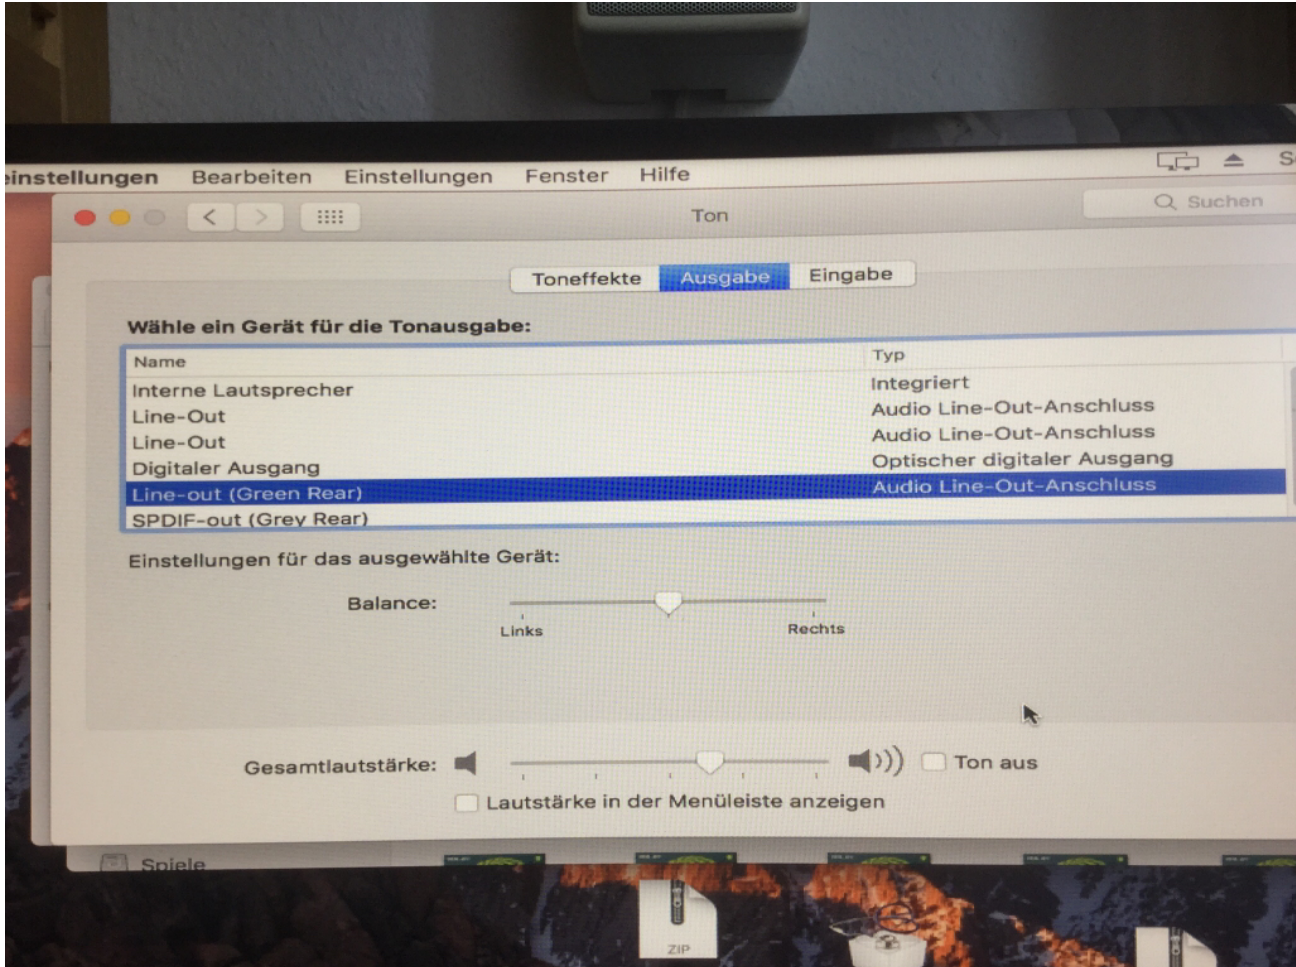 einstellungen Bearbeiten Einstellungen Fenster Hilfe
Ton
Suchen
Toneffekte Ausgabe Eingabe
Wähle ein Gerät für die Tonausgabe:
Name Typ
Interne Lautsprecher Integriert
Line-Out Audio Line-Out-Anschluss
Line-Out Audio Line-Out-Anschluss
Digitaler Ausgang Optischer digitaler Ausgang
Line-out (Green Rear) Audio Line-Out-Anschluss
SPDIF-out (Grey Rear)
Einstellungen für das ausgewählte Gerät:
Balance:
Links Rechts
Gesamtlautstärke: Ton aus
Lautstärke in der Menüleiste anzeigen
Spiele
ZIP